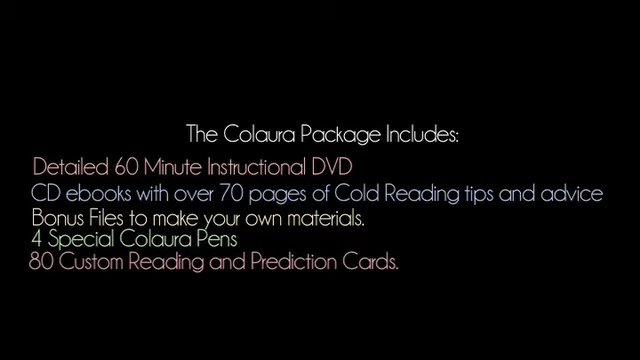 The Colaura Package Includes:
Detailed 60 Minute Instructional DVD
CD ebooks with over 70 pages of Cold Reading tips and advice
Bonus Files to make your own materials.
4 Special Colaura Pens
80 Custom Reading and Prediction Cards.